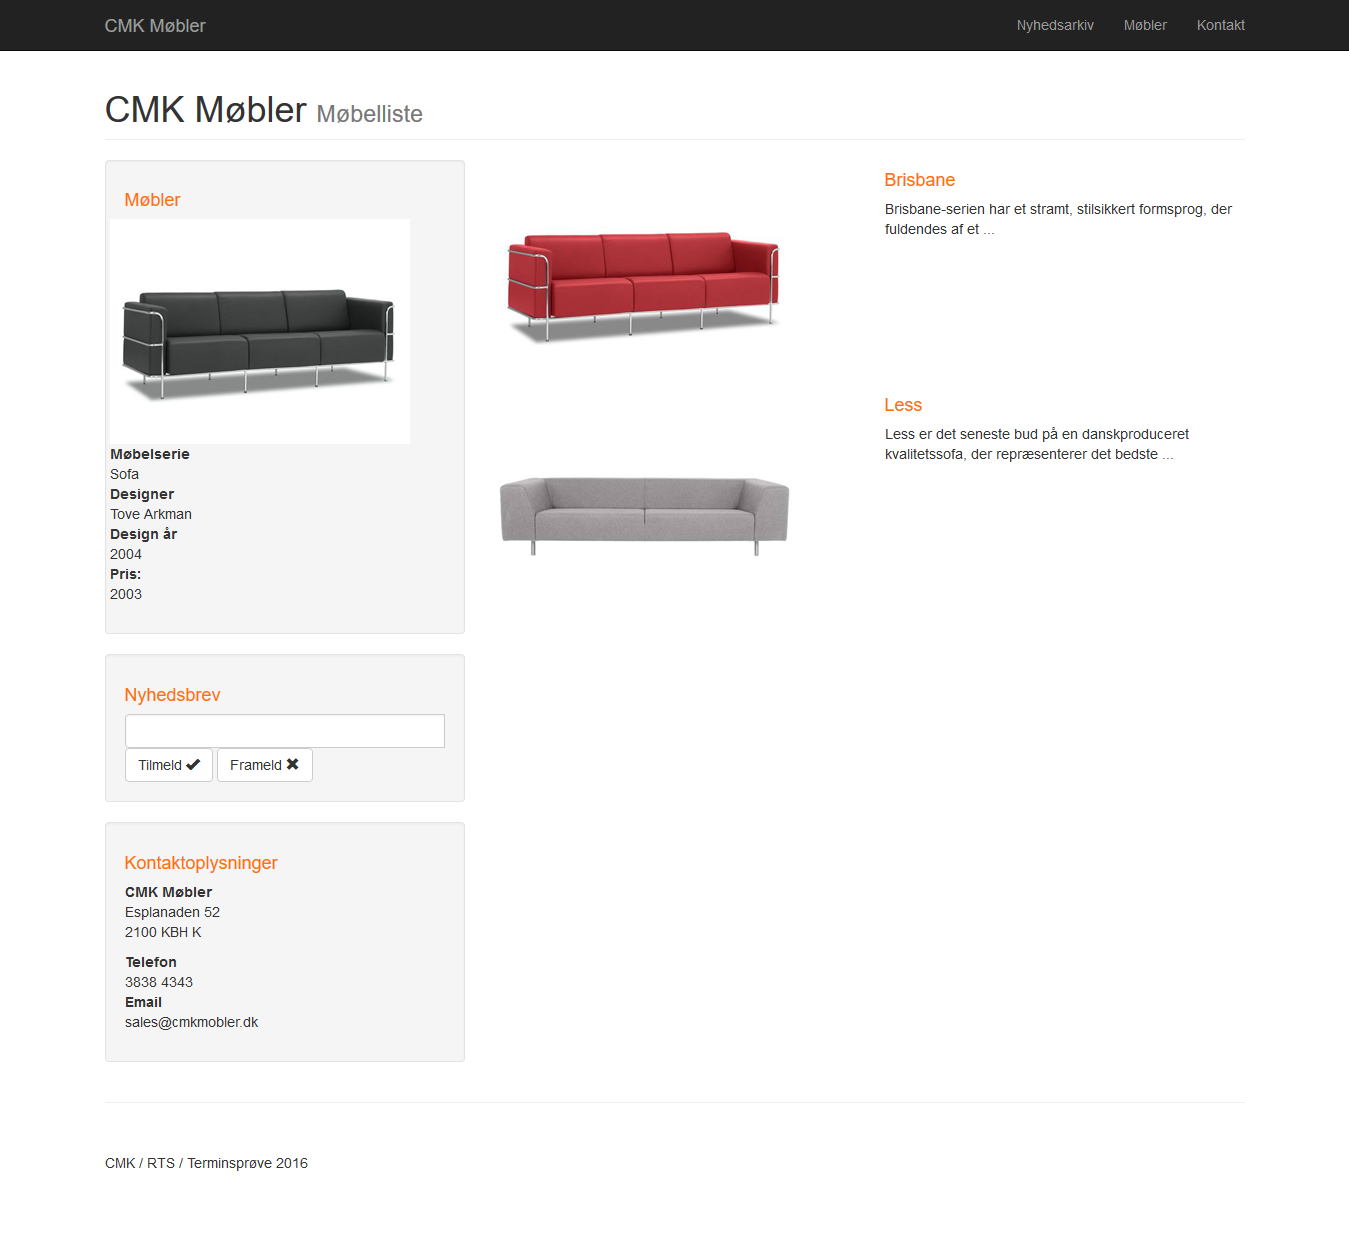 CMK Møbler
Nyhedsarkiv
Møbler
Kontakt
CMK Møbler Møbelliste
Møbler
Møbelserie
Sofa
Designer
Tove Arkman
Design år
2004
Pris:
2003
Brisbane
Brisbane-serien har et stramt, stilsikkert formsprog, der
fuldendes af et ...
Less
Less er det seneste bud på en danskproduceret
kvalitetssofa, der repræsenterer det bedste ...
Nyhedsbrev
Tilmeld
Frameld
Kontaktoplysninger
CMK Møbler
Esplanaden 52
2100 KBH K
Telefon
3838 4343
Email
sales@cmkmobler.dk
CMK / RTS / Terminsprøve 2016